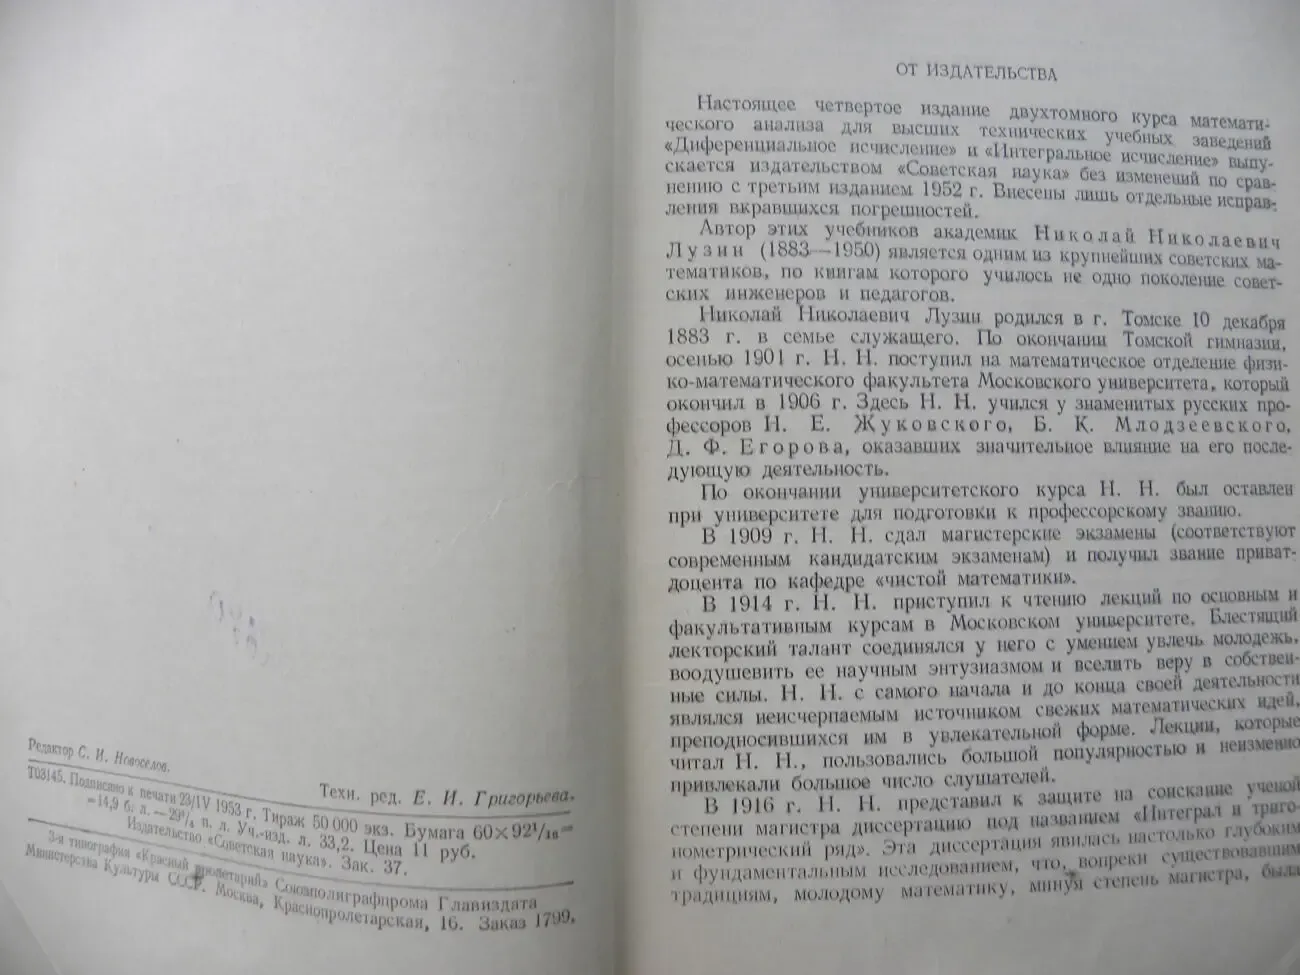 Редактор С. И. Новоселов.
Техн. ред. Е. И. Григорьева.
Т03145. Подписано к печати 23/IV 1953 г. Тираж 50 000 экз. Бумага 60×92¹/₁₆=
=14,9 б. л.—29³/₄ п. л. Уч.-изд. л. 33,2. Цена 11 руб.
Издательство «Советская наука». Зак. 37.
3-я типография «Красный пролетарий» Союзполиграфпрома Главиздата
Министерства Культуры СССР. Москва, Краснопролетарская, 16. Заказ 1799.
ОТ ИЗДАТЕЛЬСТВА
Настоящее четвертое издание двухтомного курса математи-
ческого анализа для высших технических учебных заведений
«Диференциальное исчисление» и «Интегральное исчисление» выпу-
скается издательством «Советская наука» без изменений по срав-
нению с третьим изданием 1952 г. Внесены лишь отдельные исправ-
ления вкравшихся погрешностей.
Автор этих учебников академик Николай Николаевич
Лузин (1883—1950) является одним из крупнейших советских ма-
тематиков, по книгам которого училось не одно поколение совет-
ских инженеров и педагогов.
Николай Николаевич Лузин родился в г. Томске 10 декабря
1883 г. в семье служащего. По окончании Томской гимназии,
осенью 1901 г. Н. Н. поступил на математическое отделение физи-
ко-математического факультета Московского университета, который
окончил в 1906 г. Здесь Н. Н. учился у знаменитых русских про-
фессоров Н. Е. Жуковского, Б. К. Млодзеевского,
Д. Ф. Егорова, оказавших значительное влияние на его после-
дующую деятельность.
По окончании университетского курса Н. Н. был оставлен
при университете для подготовки к профессорскому званию.
В 1909 г. Н. Н. сдал магистерские экзамены (соответствуют
современным кандидатским экзаменам) и получил звание приват-
доцента по кафедре «чистой математики».
В 1914 г. Н. Н. приступил к чтению лекций по основным и
факультативным курсам в Московском университете. Блестящий
лекторский талант соединялся у него с умением увлечь молодежь,
воодушевить ее научным энтузиазмом и вселить веру в собствен-
ные силы. Н. Н. с самого начала и до конца своей деятельности
являлся неисчерпаемым источником свежих математических идей,
преподносившихся им в увлекательной форме. Лекции, которые
читал Н. Н., пользовались большой популярностью и неизменно
привлекали большое число слушателей.
В 1916 г. Н. Н. представил к защите на соискание ученой
степени магистра диссертацию под названием «Интеграл и триго-
нометрический ряд». Эта диссертация явилась настолько глубоким
и фундаментальным исследованием, что, вопреки существовавшим
традициям, молодому математику, минуя степень магистра, была